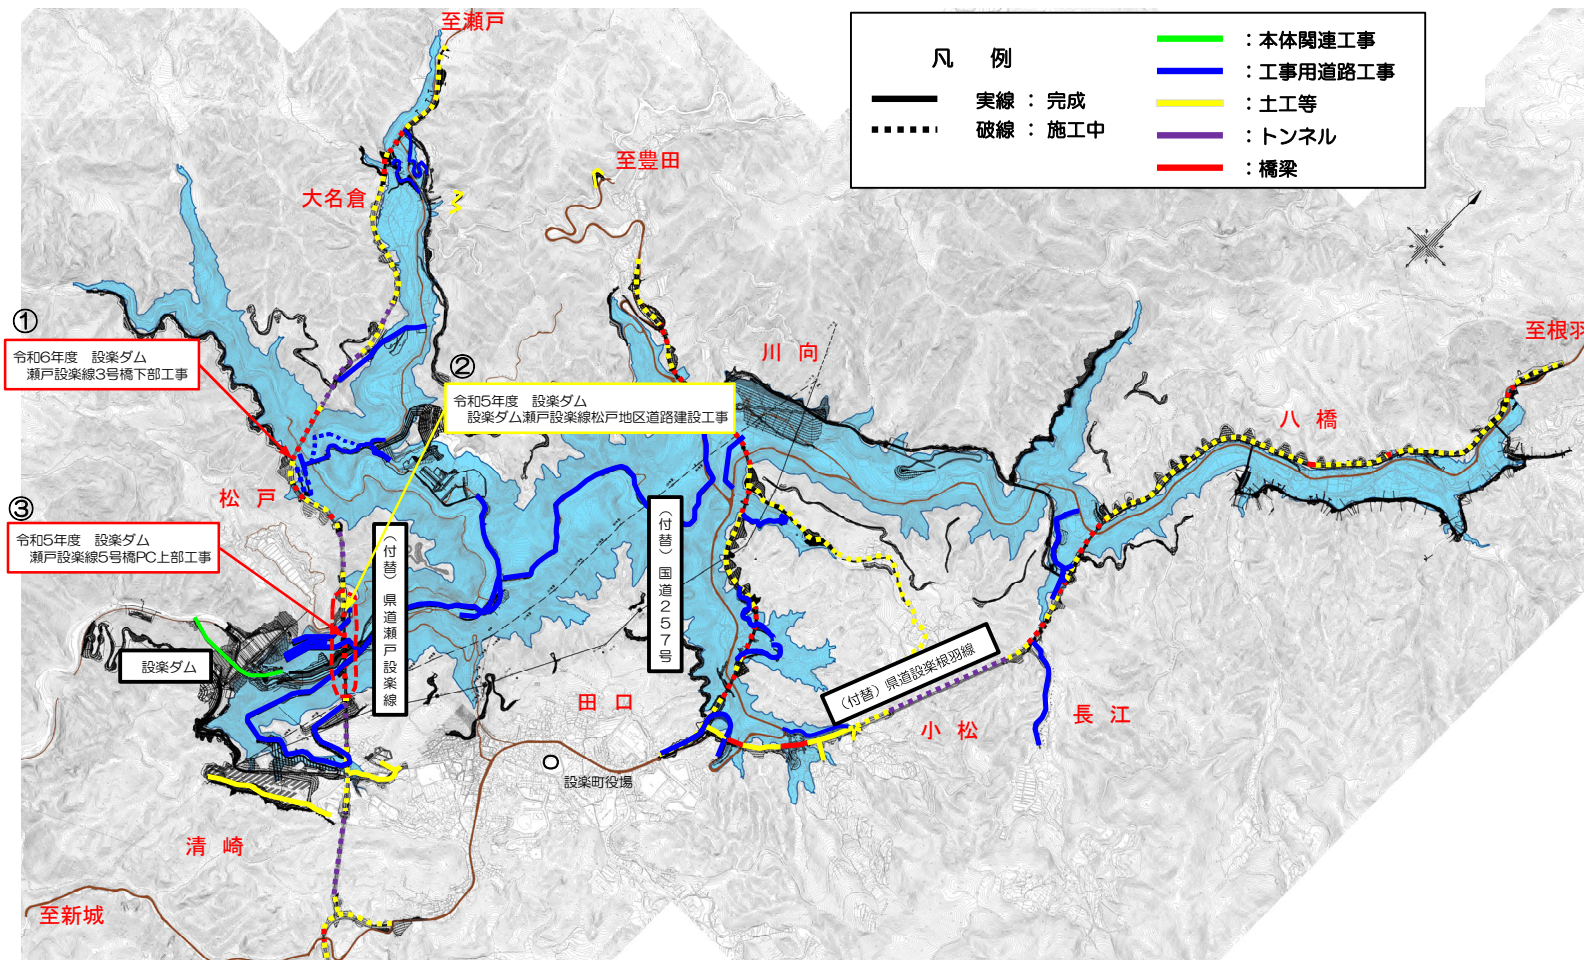 至瀬戸
凡　例
実線 ： 完成
破線 ： 施工中
：本体関連工事
：工事用道路工事
：土工等
：トンネル
：橋梁
至豊田
大名倉
①
令和6年度　設楽ダム
瀬戸設楽線3号橋下部工事
②
令和5年度　設楽ダム
設楽ダム瀬戸設楽線松戸地区道路建設工事
川　向
至根羽
八　橋
松　戸
③
令和5年度　設楽ダム
瀬戸設楽線5号橋PC上部工事
（付替）県道瀬戸設楽線
（付替）国道２５７号
設楽ダム
（付替）県道設楽根羽線
田　口
小　松
長　江
設楽町役場
清　崎
至新城